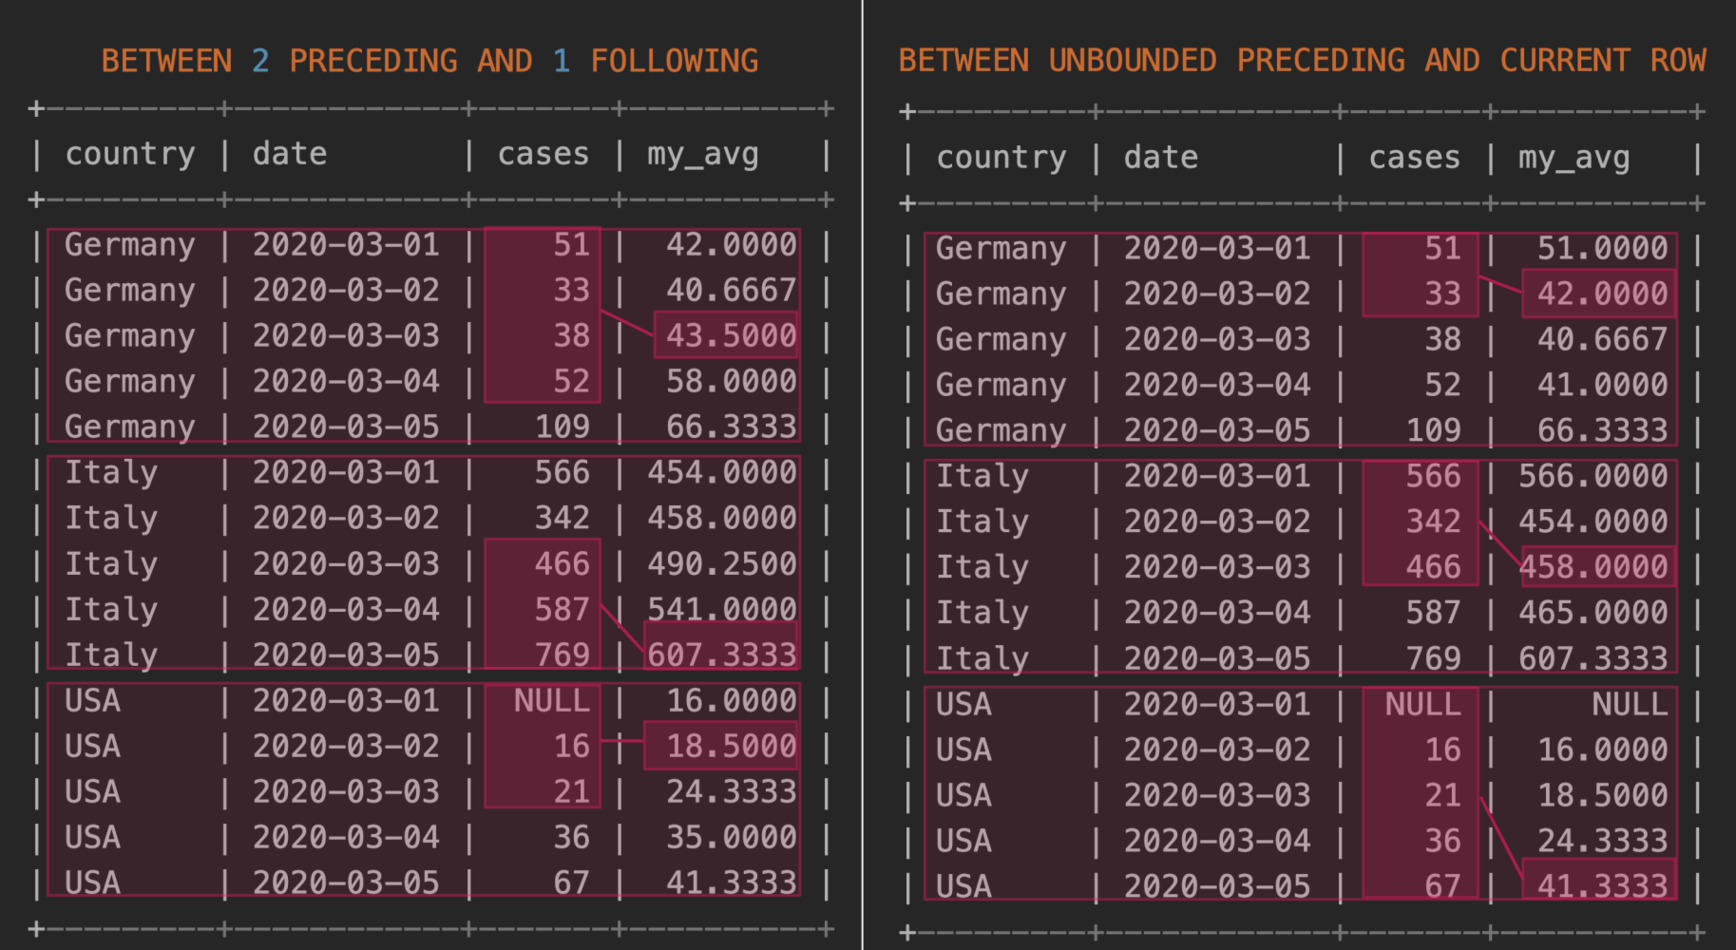 BETWEEN 2 PRECEDING AND 1 FOLLOWING
| country | date | cases | my_avg |
| Germany | 2020-03-01 | 51 | 42.0000 |
| Germany | 2020-03-02 | 33 | 40.6667 |
| Germany | 2020-03-03 | 38 | 43.5000 |
| Germany | 2020-03-04 | 52 | 58.0000 |
| Germany | 2020-03-05 | 109 | 66.3333 |
| Italy | 2020-03-01 | 566 | 454.0000 |
| Italy | 2020-03-02 | 342 | 458.0000 |
| Italy | 2020-03-03 | 466 | 490.2500 |
| Italy | 2020-03-04 | 587 | 541.0000 |
| Italy | 2020-03-05 | 769 | 607.3333 |
| USA | 2020-03-01 | NULL | 16.0000 |
| USA | 2020-03-02 | 16 | 18.5000 |
| USA | 2020-03-03 | 21 | 24.3333 |
| USA | 2020-03-04 | 36 | 35.0000 |
| USA | 2020-03-05 | 67 | 41.3333 |
BETWEEN UNBOUNDED PRECEDING AND CURRENT ROW
| country | date | cases | my_avg |
| Germany | 2020-03-01 | 51 | 51.0000 |
| Germany | 2020-03-02 | 33 | 42.0000 |
| Germany | 2020-03-03 | 38 | 40.6667 |
| Germany | 2020-03-04 | 52 | 41.0000 |
| Germany | 2020-03-05 | 109 | 66.3333 |
| Italy | 2020-03-01 | 566 | 566.0000 |
| Italy | 2020-03-02 | 342 | 454.0000 |
| Italy | 2020-03-03 | 466 | 458.0000 |
| Italy | 2020-03-04 | 587 | 465.0000 |
| Italy | 2020-03-05 | 769 | 607.3333 |
| USA | 2020-03-01 | NULL | NULL |
| USA | 2020-03-02 | 16 | 16.0000 |
| USA | 2020-03-03 | 21 | 18.5000 |
| USA | 2020-03-04 | 36 | 24.3333 |
| USA | 2020-03-05 | 67 | 41.3333 |